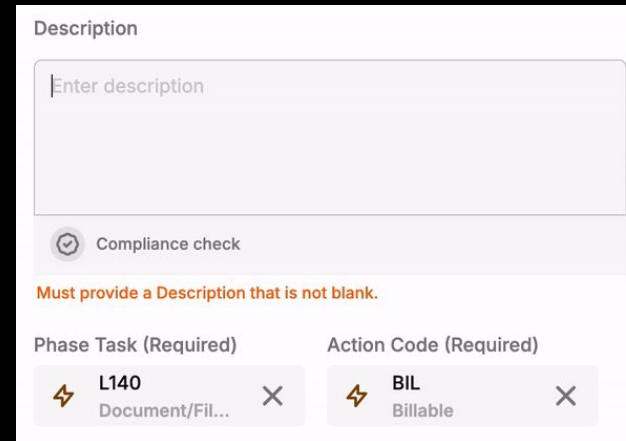 Description
Enter description
Compliance check
Must provide a Description that is not blank.
Phase Task (Required)
Action Code (Required)
L140
Document/Fil...
BIL
Billable